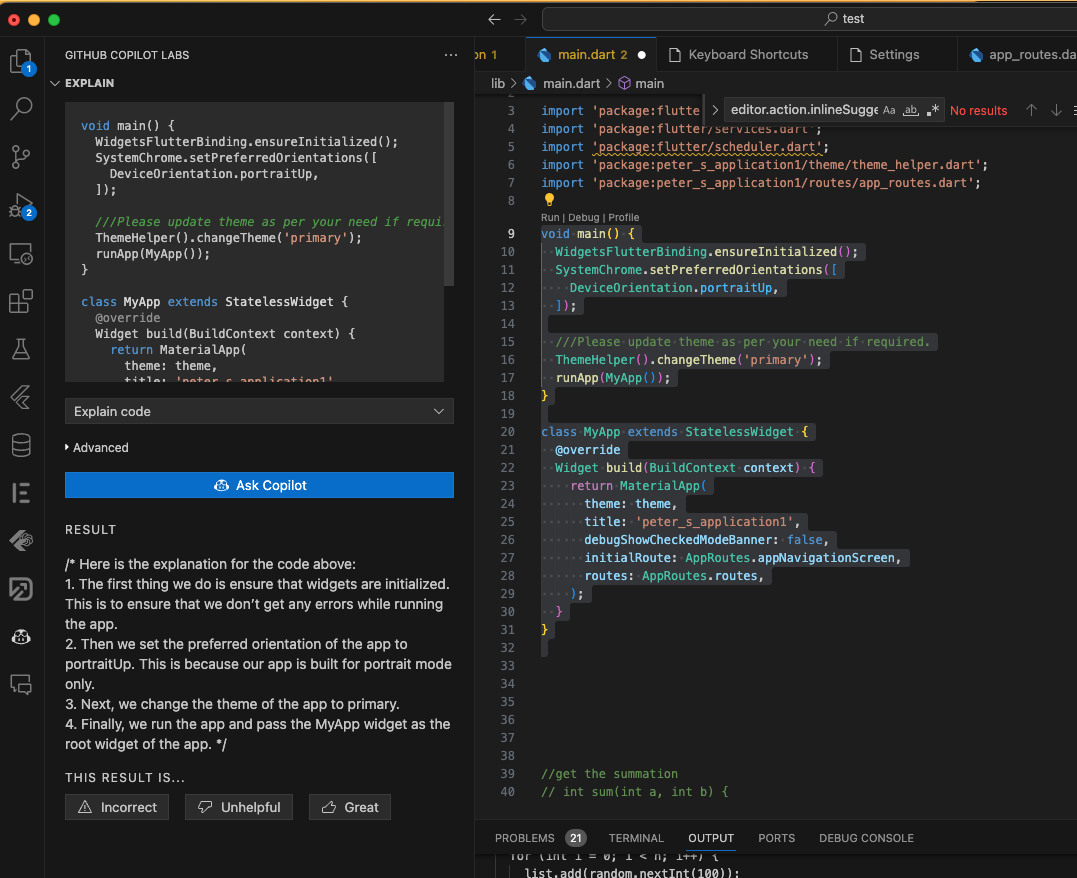 test
GITHUB COPILOT LABS
EXPLAIN
void main() {
WidgetsFlutterBinding.ensureInitialized();
SystemChrome.setPreferredOrientations([
DeviceOrientation.portraitUp,
]);
///Please update theme as per your need if requi
ThemeHelper().changeTheme('primary');
runApp(MyApp());
}
class MyApp extends StatelessWidget {
@override
Widget build(BuildContext context) {
return MaterialApp(
theme: theme,
title: 'peter_s_application1'
Explain code
Advanced
Ask Copilot
RESULT
/* Here is the explanation for the code above:
1. The first thing we do is ensure that widgets are initialized.
This is to ensure that we don't get any errors while running
the app.
2. Then we set the preferred orientation of the app to
portraitUp. This is because our app is built for portrait mode
only.
3. Next, we change the theme of the app to primary.
4. Finally, we run the app and pass the MyApp widget as the
root widget of the app. */
THIS RESULT IS...
Incorrect Unhelpful Great
1
2
on 1 main.dart 2 Keyboard Shortcuts Settings app_routes.da
lib > main.dart > main
editor.action.inlineSugge Aa ab .* No results
3 import 'package:flutte
4 import 'package:flutter/services.dart';
5 import 'package:flutter/scheduler.dart';
6 import 'package:peter_s_application1/theme/theme_helper.dart';
7 import 'package:peter_s_application1/routes/app_routes.dart';
8
Run | Debug | Profile
9 void main() {
10 WidgetsFlutterBinding.ensureInitialized();
11 SystemChrome.setPreferredOrientations([
12 DeviceOrientation.portraitUp,
13 ]);
14
15 ///Please update theme as per your need if required.
16 ThemeHelper().changeTheme('primary');
17 runApp(MyApp());
18 }
19
20 class MyApp extends StatelessWidget {
21 @override
22 Widget build(BuildContext context) {
23 return MaterialApp(
24 theme: theme,
25 title: 'peter_s_application1',
26 debugShowCheckedModeBanner: false,
27 initialRoute: AppRoutes.appNavigationScreen,
28 routes: AppRoutes.routes,
29 );
30 }
31 }
32
33
34
35
36
37
38
39 //get the summation
40 // int sum(int a, int b) {
PROBLEMS 21 TERMINAL OUTPUT PORTS DEBUG CONSOLE
for (int i = 0; i < n; i++) {
list.add(random.nextInt(100));